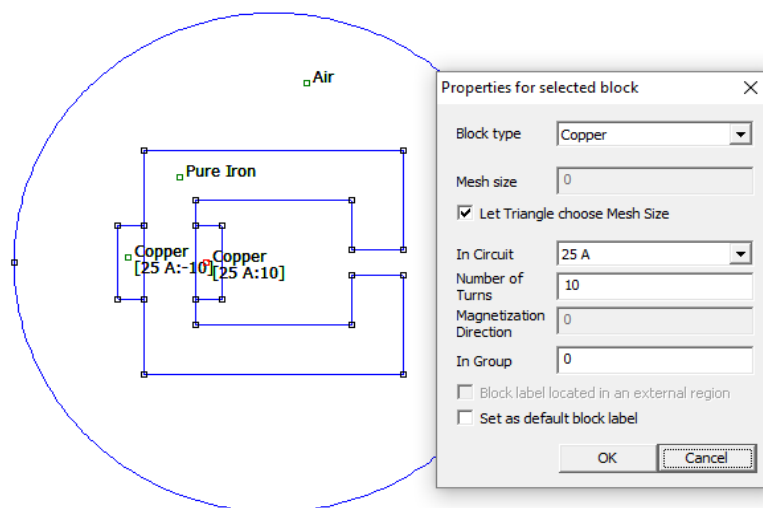 Air
Pure Iron
Copper
[25 A:-10]
Copper
[25 A:10]
Properties for selected block
Block type
Copper
Mesh size
0
Let Triangle choose Mesh Size
In Circuit
25 A
Number of
Turns
10
Magnetization
Direction
0
In Group
0
Block label located in an external region
Set as default block label
OK
Cancel